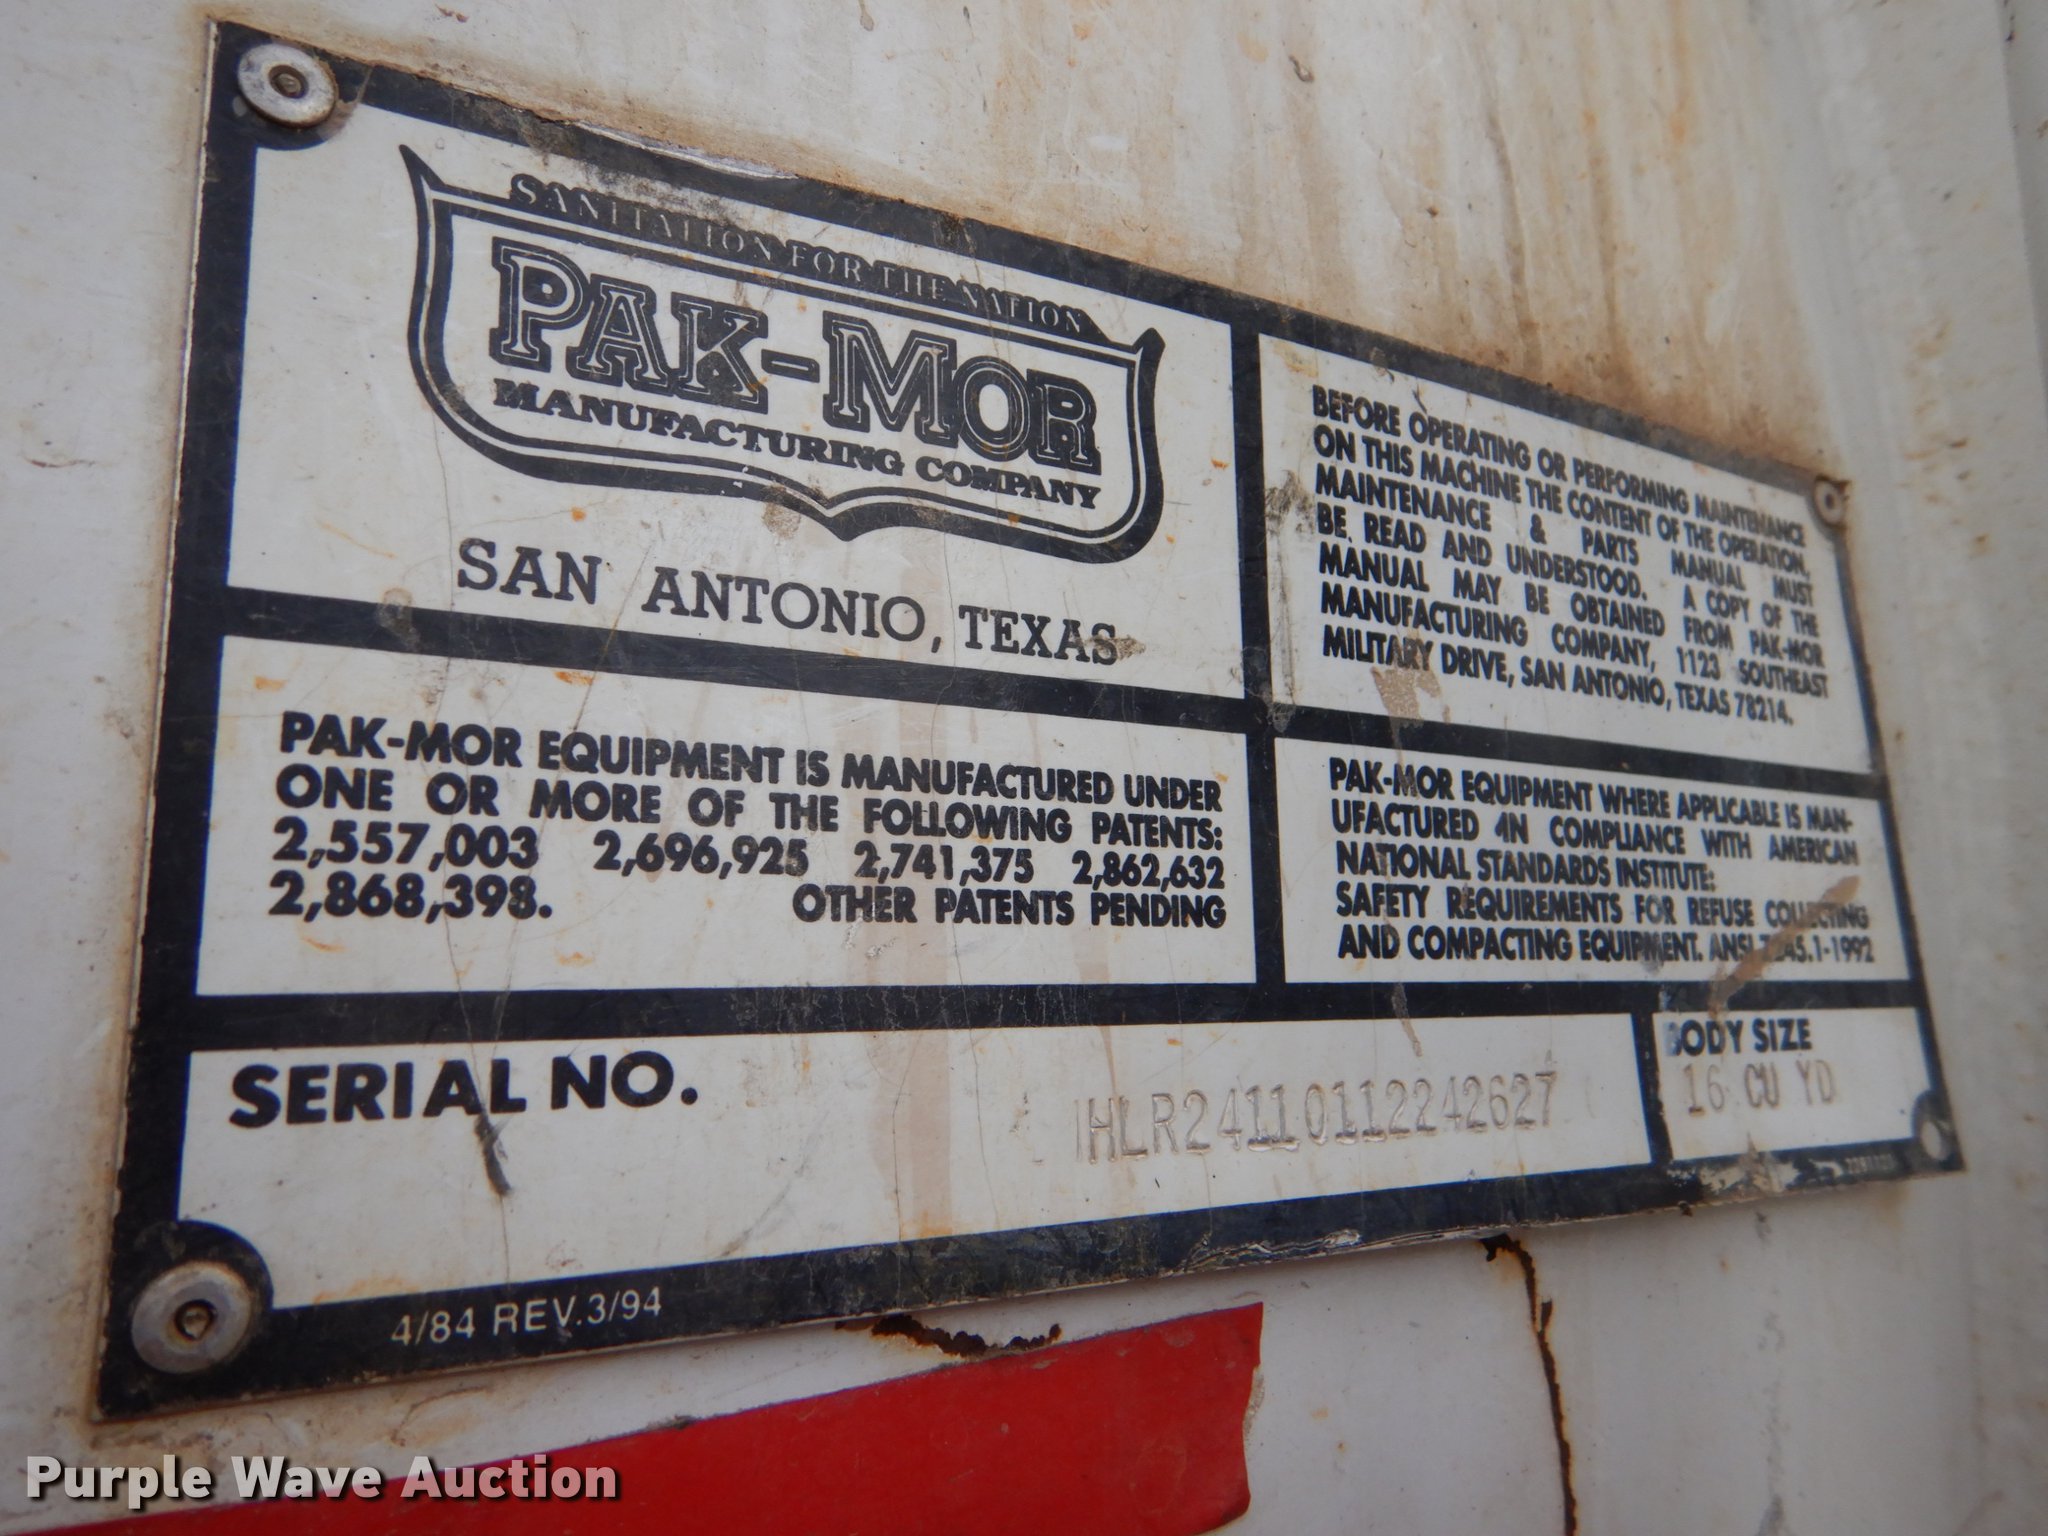 SANITATION FOR THE NATION
PAK-MOR
MANUFACTURING COMPANY
SAN ANTONIO, TEXAS
BEFORE OPERATING OR PERFORMING MAINTENANCE
ON THIS MACHINE THE CONTENT OF THE OPERATION,
MAINTENANCE & PARTS MANUAL MUST
BE READ AND UNDERSTOOD. A COPY OF THE
MANUAL MAY BE OBTAINED FROM PAK-MOR
MANUFACTURING COMPANY, 1123 SOUTHEAST
MILITARY DRIVE, SAN ANTONIO, TEXAS 78214.
PAK-MOR EQUIPMENT IS MANUFACTURED UNDER
ONE OR MORE OF THE FOLLOWING PATENTS:
2,557,003 2,696,925 2,741,375 2,862,632
2,868,398. OTHER PATENTS PENDING
PAK-MOR EQUIPMENT WHERE APPLICABLE IS MAN-
UFACTURED IN COMPLIANCE WITH AMERICAN
NATIONAL STANDARDS INSTITUTE:
SAFETY REQUIREMENTS FOR REFUSE COLLECTING
AND COMPACTING EQUIPMENT. ANSI Z245.1-1992
SERIAL NO. HLR24110112242627
BODY SIZE
16 CU YD
4/84 REV.3/94
Purple Wave Auction